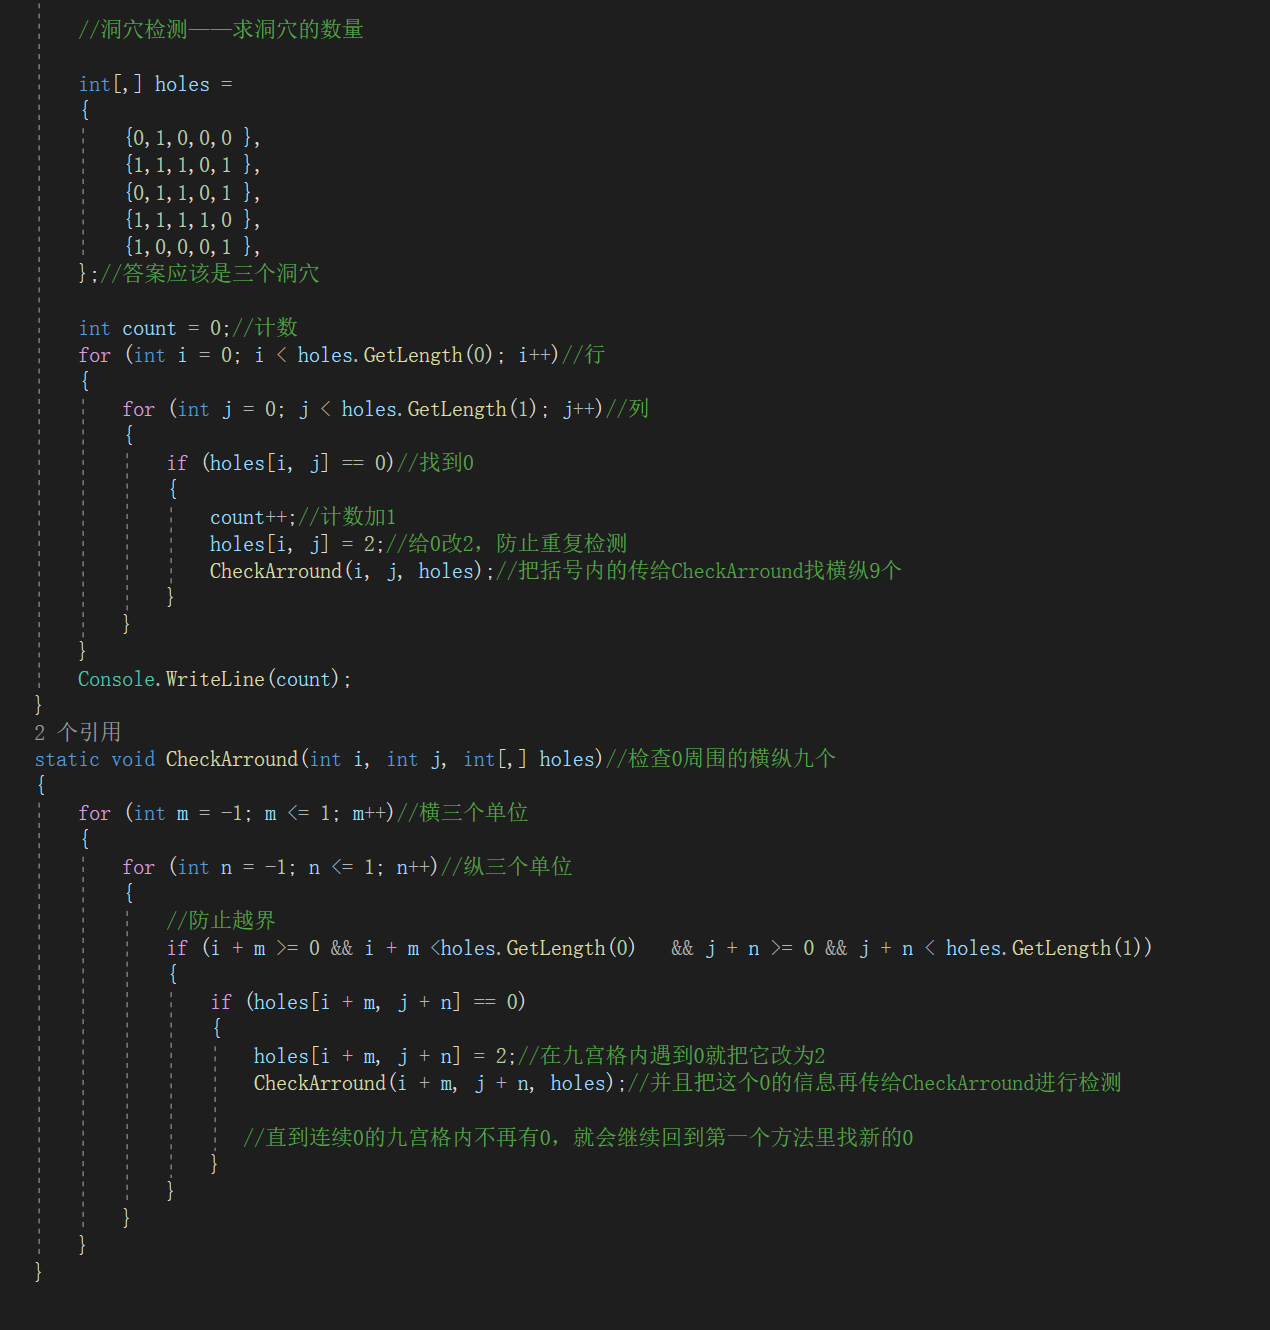 //洞穴检测——求洞穴的数量
int[,] holes =
{
{0,1,0,0,0 },
{1,1,1,0,1 },
{0,1,1,0,1 },
{1,1,1,1,0 },
{1,0,0,0,1 },
};//答案应该是三个洞穴
int count = 0;//计数
for (int i = 0; i < holes.GetLength(0); i++)//行
{
for (int j = 0; j < holes.GetLength(1); j++)//列
{
if (holes[i, j] == 0)//找到0
{
count++;//计数加1
holes[i, j] = 2;//给0改2，防止重复检测
CheckArround(i, j, holes);//把括号内的传给CheckArround找横纵9个
}
}
}
Console.WriteLine(count);
}
2 个引用
static void CheckArround(int i, int j, int[,] holes)//检查0周围的横纵九个
{
for (int m = -1; m <= 1; m++)//横三个单位
{
for (int n = -1; n <= 1; n++)//纵三个单位
{
//防止越界
if (i + m >= 0 && i + m <holes.GetLength(0)   && j + n >= 0 && j + n < holes.GetLength(1))
{
if (holes[i + m, j + n] == 0)
{
holes[i + m, j + n] = 2;//在九宫格内遇到0就把它改为2
CheckArround(i + m, j + n, holes);//并且把这个0的信息再传给CheckArround进行检测
//直到连续0的九宫格内不再有0，就会继续回到第一个方法里找新的0
}
}
}
}
}